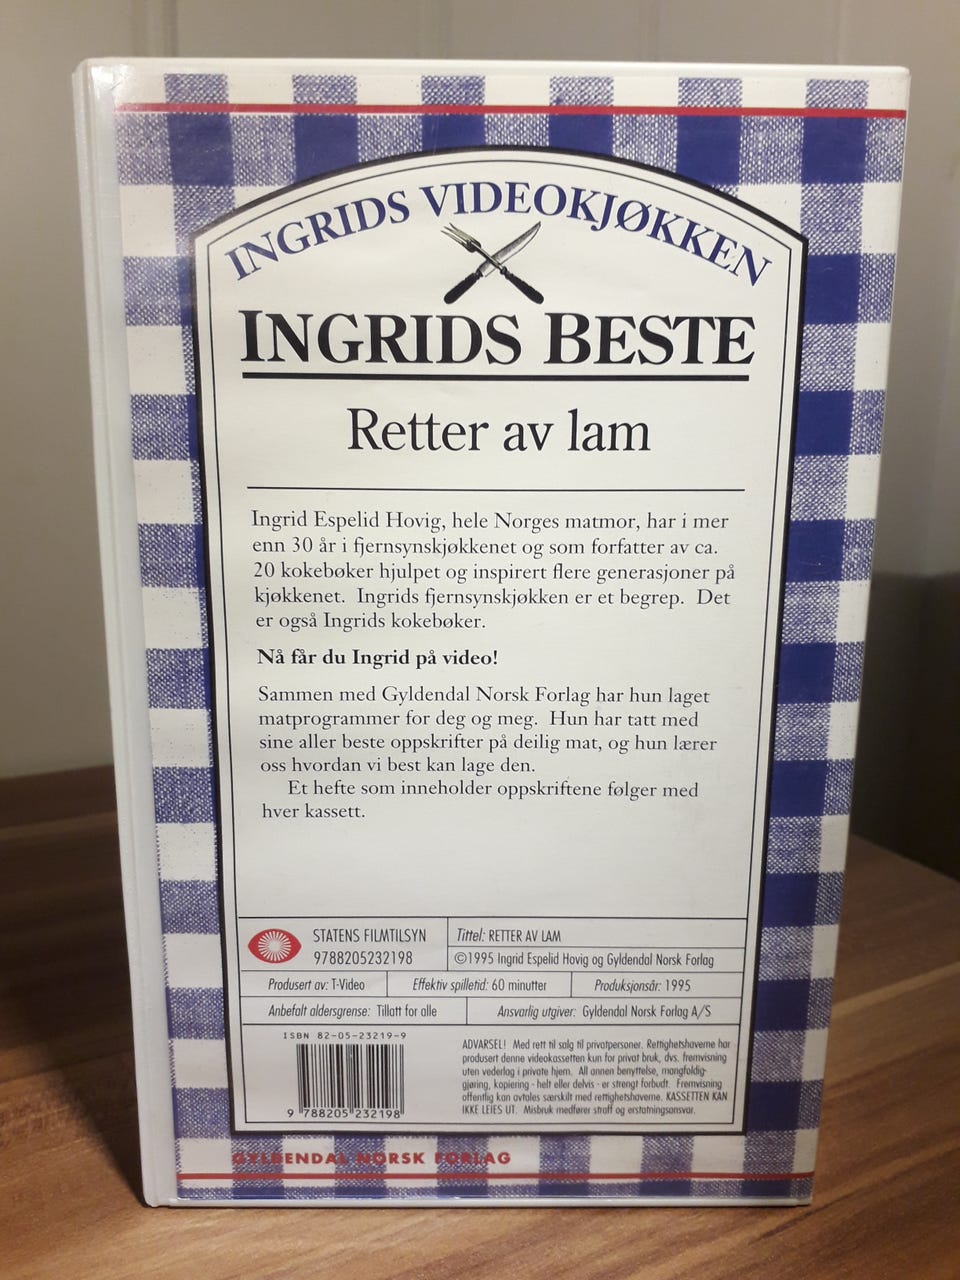 INGRIDS VIDEOKJØKKEN
INGRIDS BESTE
Retter av lam
Ingrid Espelid Hovig, hele Norges matmor, har i mer
enn 30 år i fjernsynskjøkkenet og som forfatter av ca.
20 kokebøker hjulpet og inspirert flere generasjoner på
kjøkkenet. Ingrids fjernsynskjøkken er et begrep. Det
er også Ingrids kokebøker.
Nå får du Ingrid på video!
Sammen med Gyldendal Norsk Forlag har hun laget
matprogrammer for deg og meg. Hun har tatt med
sine aller beste oppskrifter på deilig mat, og hun lærer
oss hvordan vi best kan lage den.
Et hefte som inneholder oppskriftene følger med
hver kassett.
STATENS FILMTILSYN
9788205232198
Tittel: RETTER AV LAM
©1995 Ingrid Espelid Hovig og Gyldendal Norsk Forlag
Produsert av: T-Video
Effektiv spilletid: 60 minutter
Produksjonsår: 1995
Anbefalt aldersgrense: Tillatt for alle
Ansvarlig utgiver: Gyldendal Norsk Forlag A/S
ISBN 82-05-23219-9
9 788205 232198
ADVARSEL! Med rett til salg til privatpersoner. Rettighetshaverne har
produsert denne videokassetten kun for privat bruk, dvs. fremvisning
uten vederlag i private hjem. All annen benyttelse, mangfoldig-
gjøring, kopiering - helt eller delvis - er strengt forbudt. Fremvisning
offentlig kan avtales særskilt med rettighetshaverne. KASSETTEN KAN
IKKE LEIES UT. Misbruk medfører straff og erstatningsansvar.
GYLDENDAL NORSK FORLAG